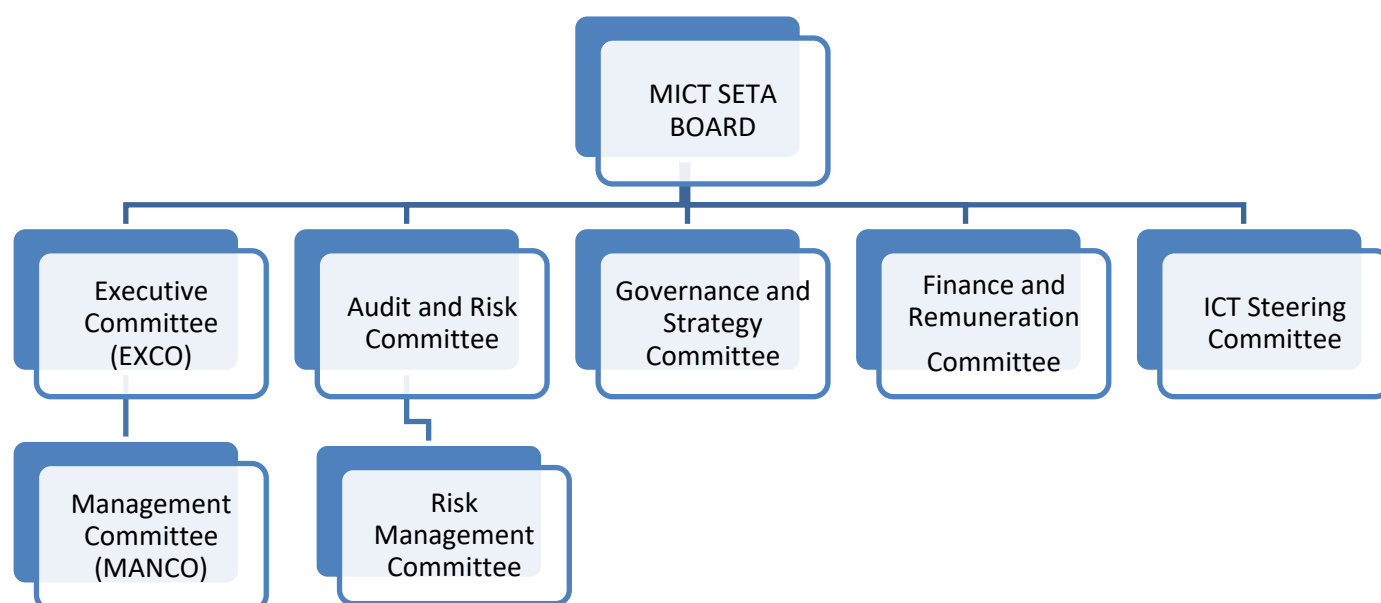 MICT SETA
BOARD
Executive
Committee
(EXCO)
Audit and Risk
Committee
Governance and
Strategy
Committee
Finance and
Remuneration
Committee
ICT Steering
Committee
Management
Committee
(MANCO)
Risk
Management
Committee